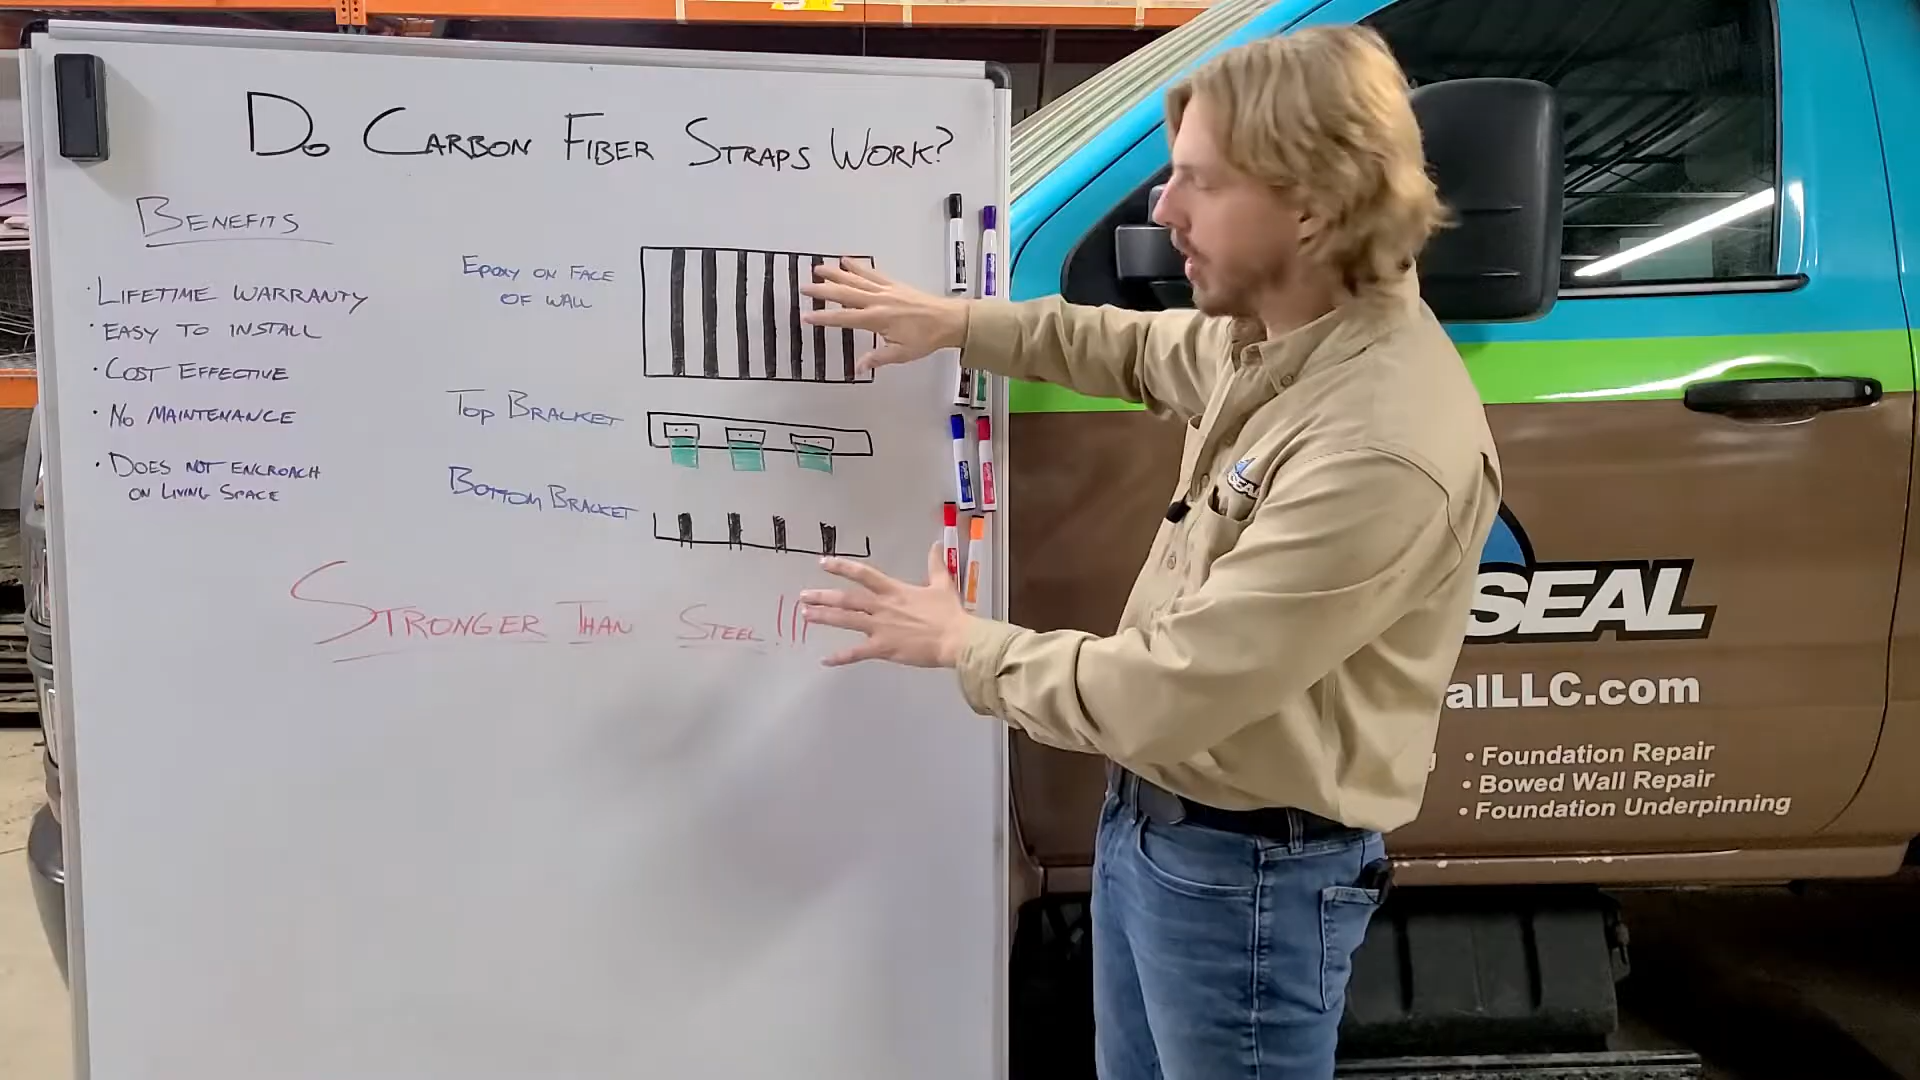 Do Carbon Fiber Straps Work?
Benefits
· Lifetime Warranty
· Easy to Install
· Cost Effective
· No Maintenance
· Does not encroach
on Living Space
Epoxy on Face
of Wall
Top Bracket
Bottom Bracket
Stronger Than Steel!!!
SEAL
SEAL
alLLC.com
• Foundation Repair
• Bowed Wall Repair
• Foundation Underpinning